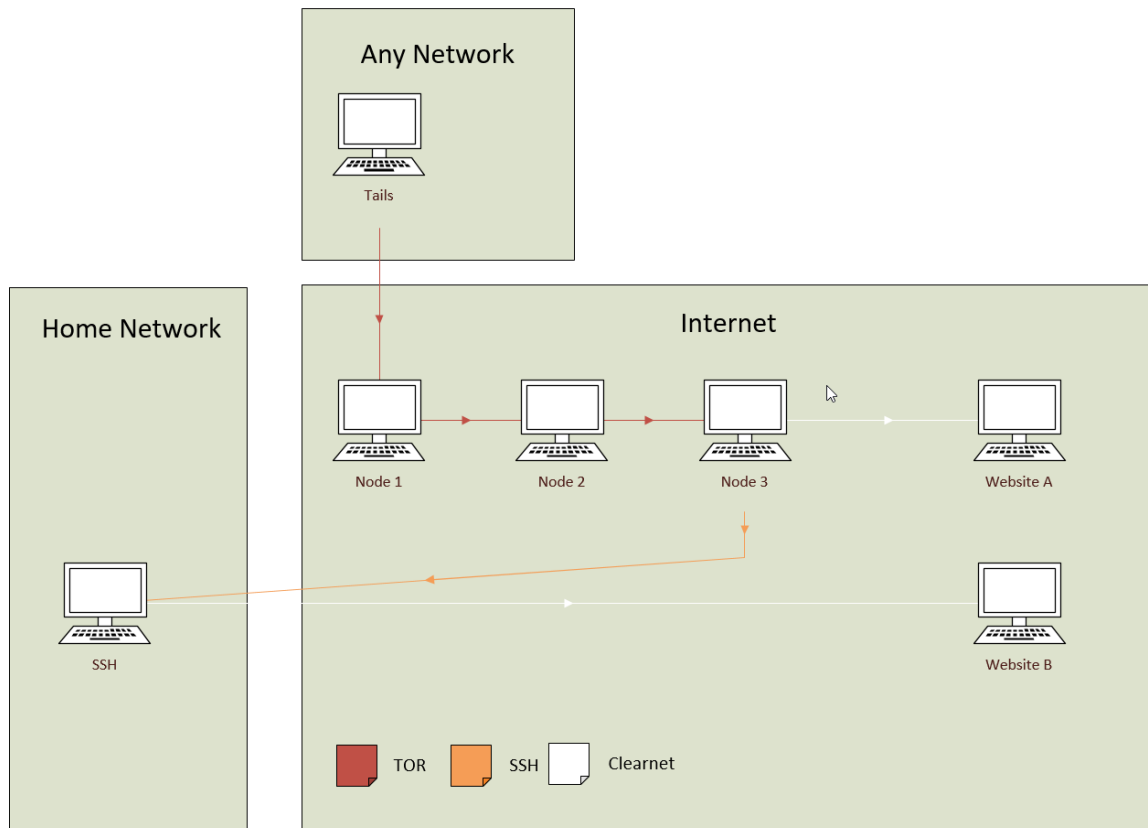 Any Network
Tails
Home Network
Internet
Node 1
Node 2
Node 3
Website A
SSH
Website B
TOR
SSH
Clearnet